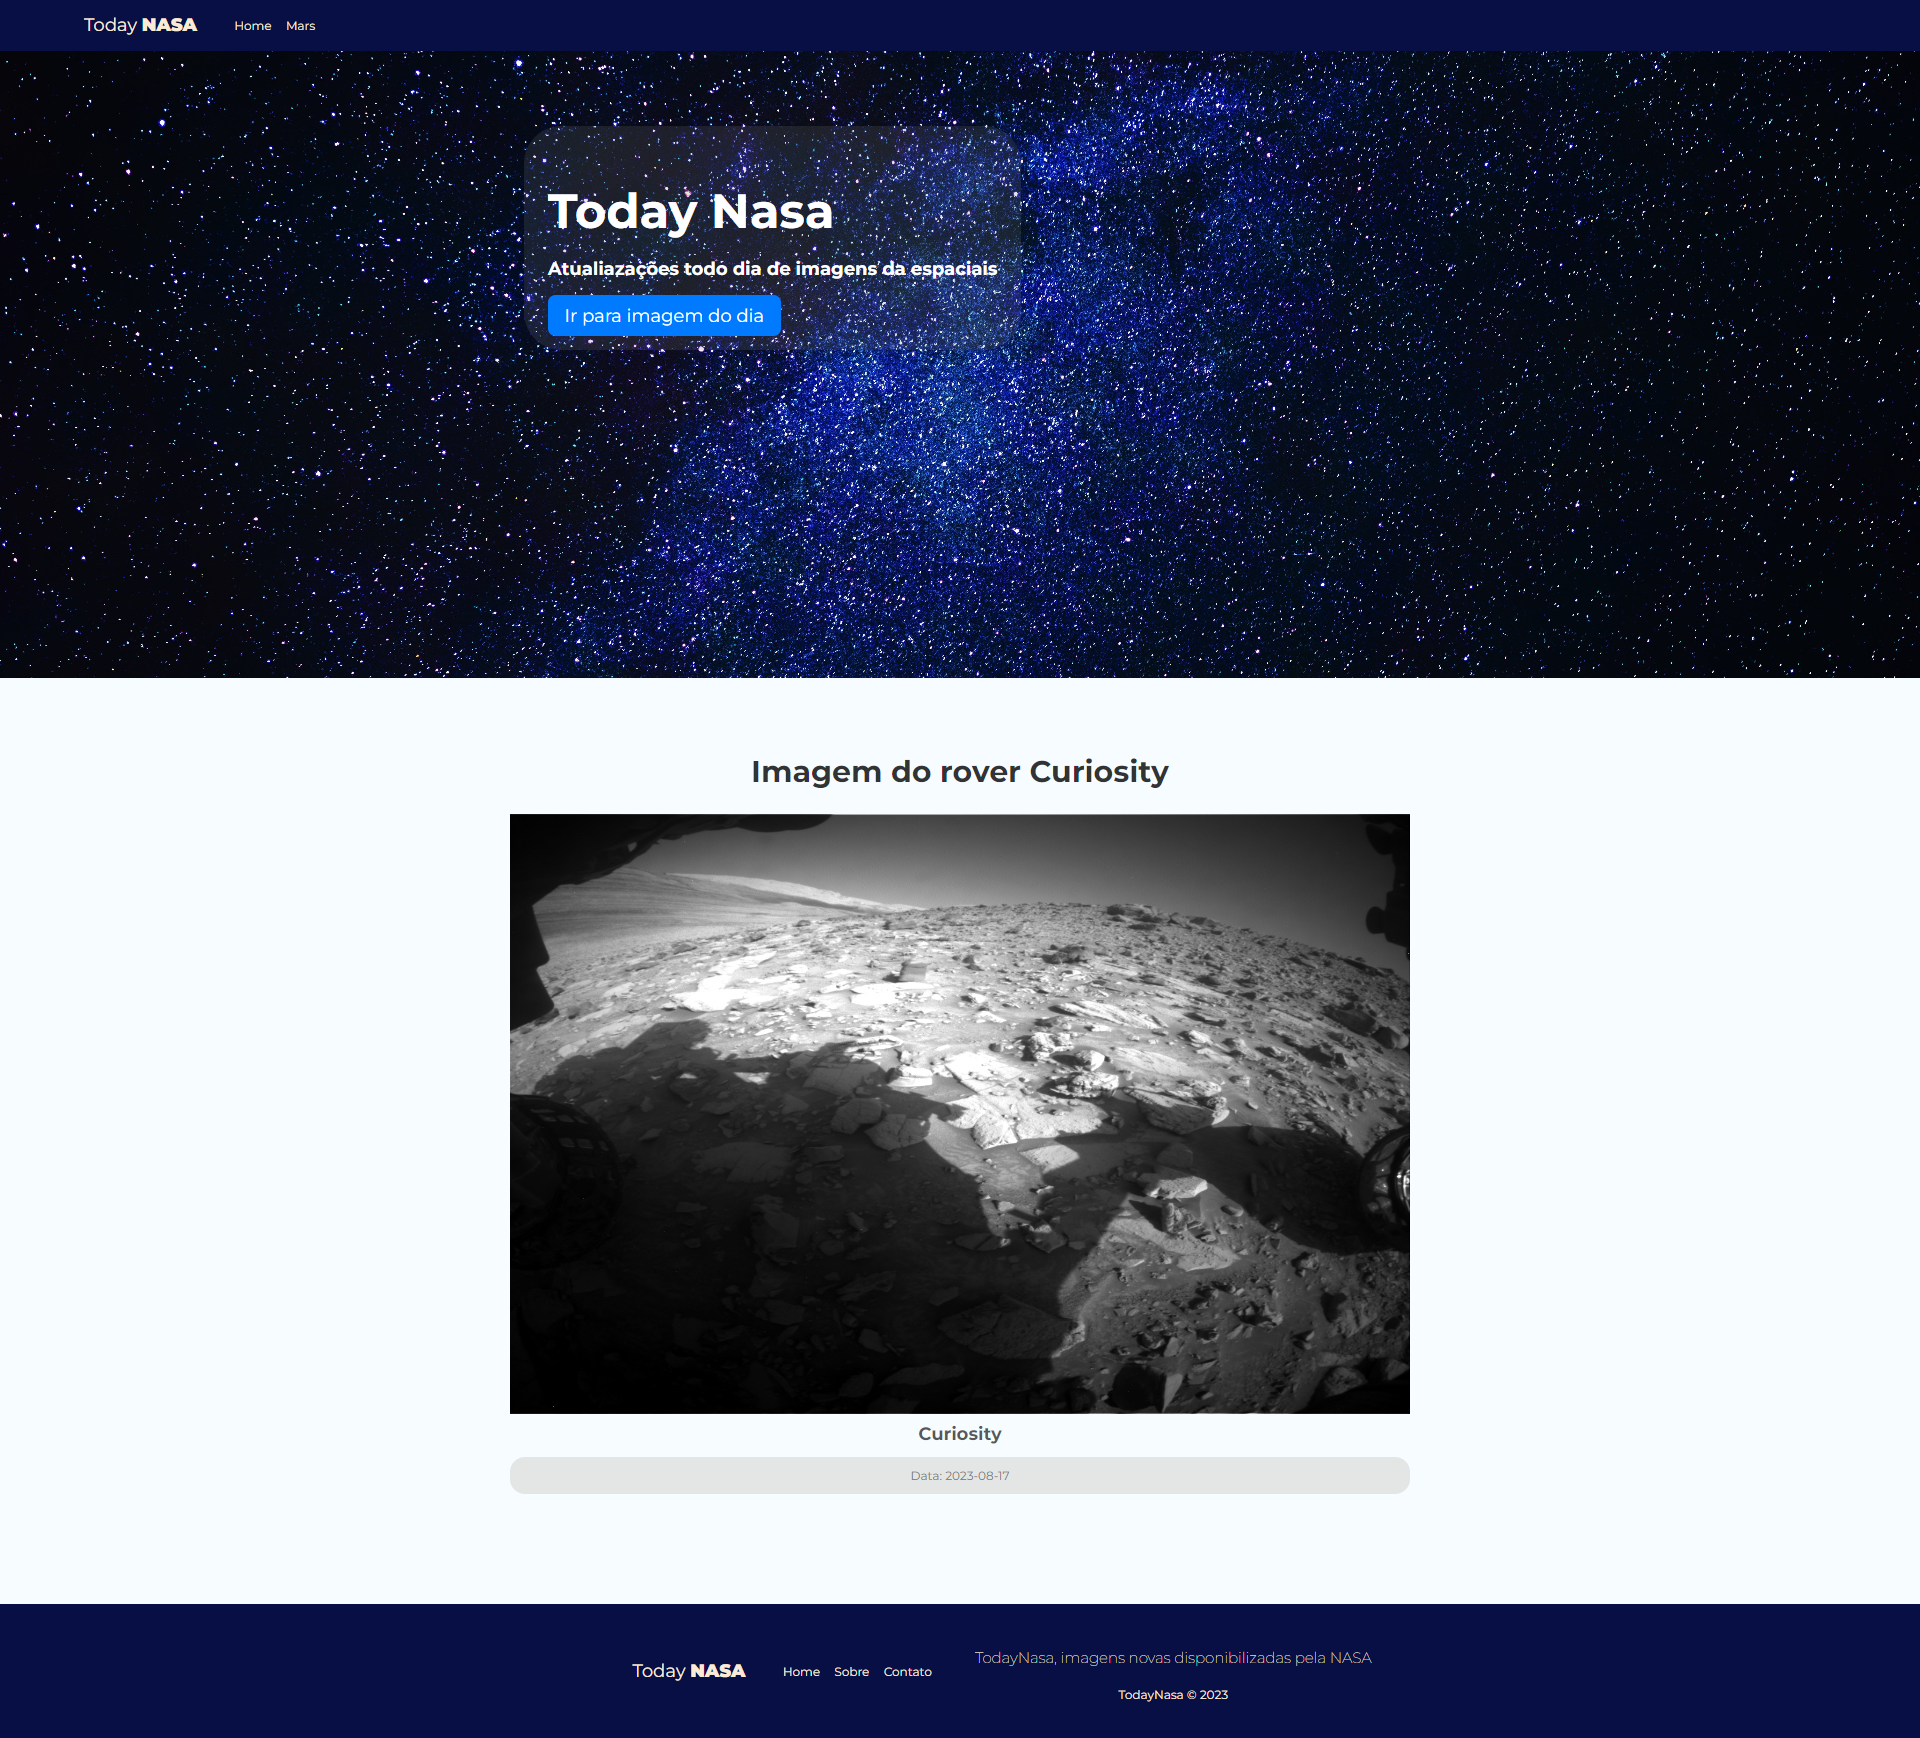 Today NASA Home Mars
Today Nasa
Atualiazações todo dia de imagens da espaciais
Ir para imagem do dia
Imagem do rover Curiosity
Curiosity
Data: 2023-08-17
Today NASA Home Sobre Contato
TodayNasa, imagens novas disponibilizadas pela NASA
TodayNasa © 2023